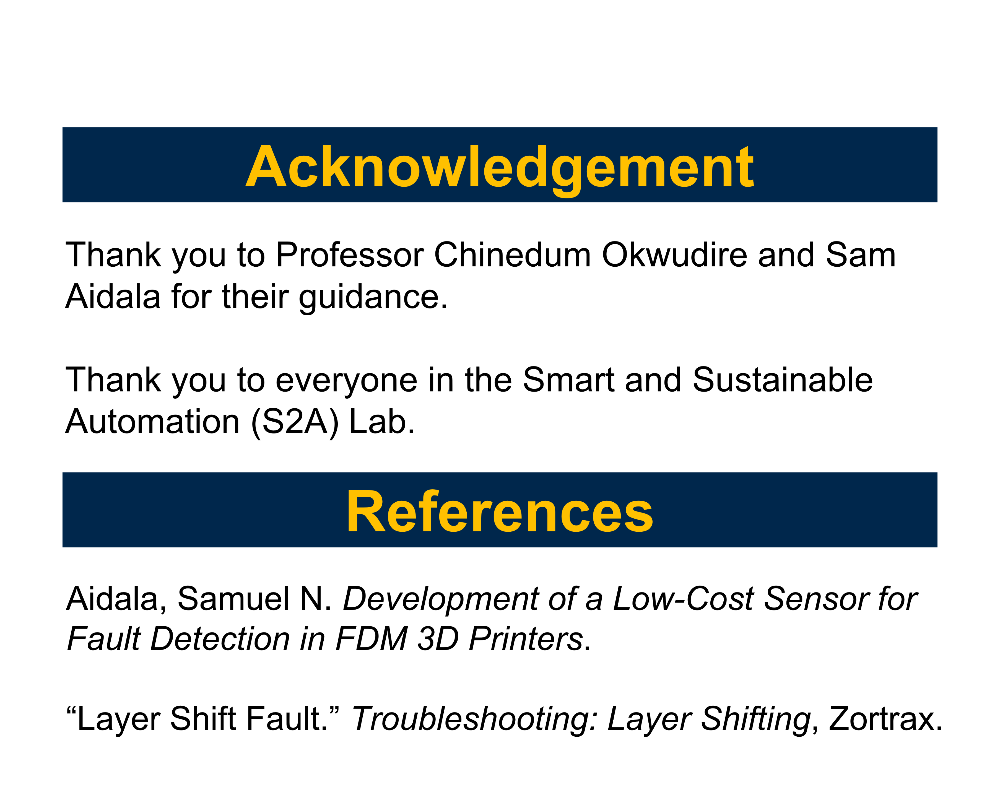 Acknowledgement
Thank you to Professor Chinedum Okwudire and Sam
Aidala for their guidance.
Thank you to everyone in the Smart and Sustainable
Automation (S2A) Lab.
References
Aidala, Samuel N. Development of a Low-Cost Sensor for
Fault Detection in FDM 3D Printers.
“Layer Shift Fault.” Troubleshooting: Layer Shifting, Zortrax.